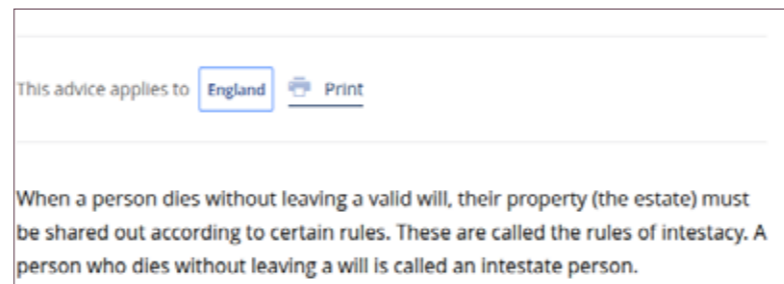 This advice applies to England Print
When a person dies without leaving a valid will, their property (the estate) must
be shared out according to certain rules. These are called the rules of intestacy. A
person who dies without leaving a will is called an intestate person.